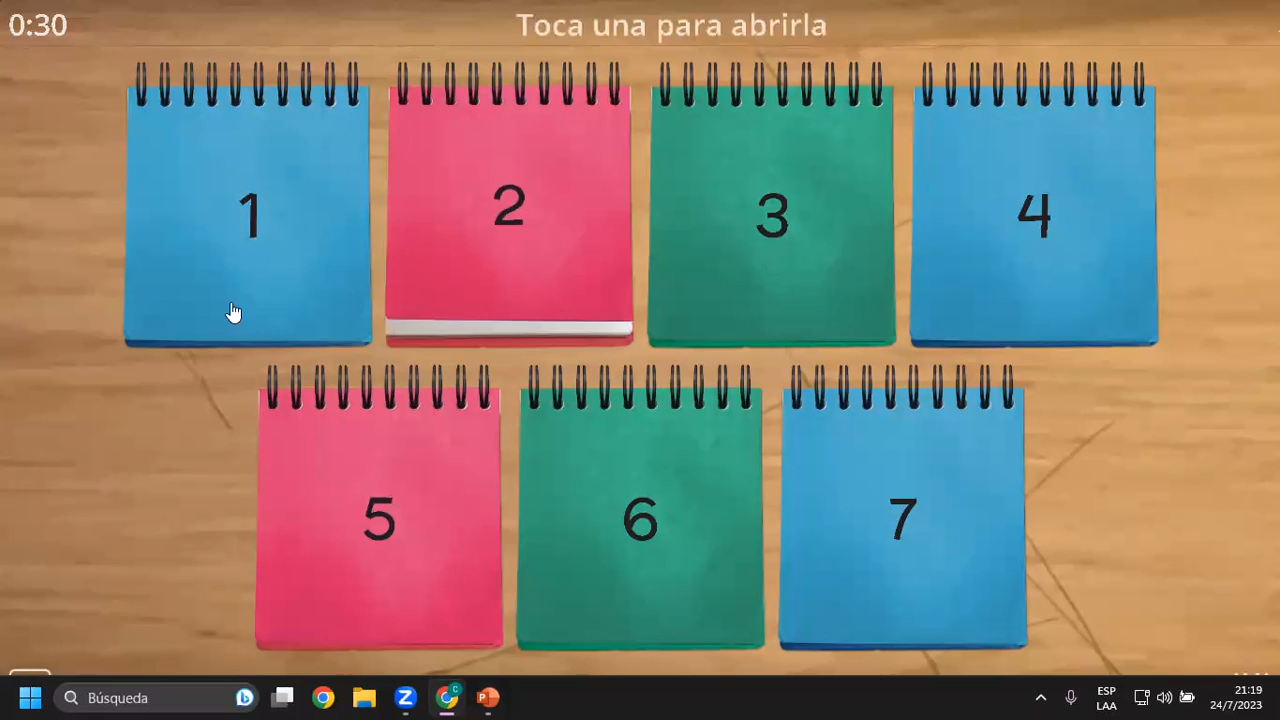 0:30
Toca una para abrirla
1
2
3
4
5
6
7
Búsqueda
ESP
LAA
21:19
24/7/2023